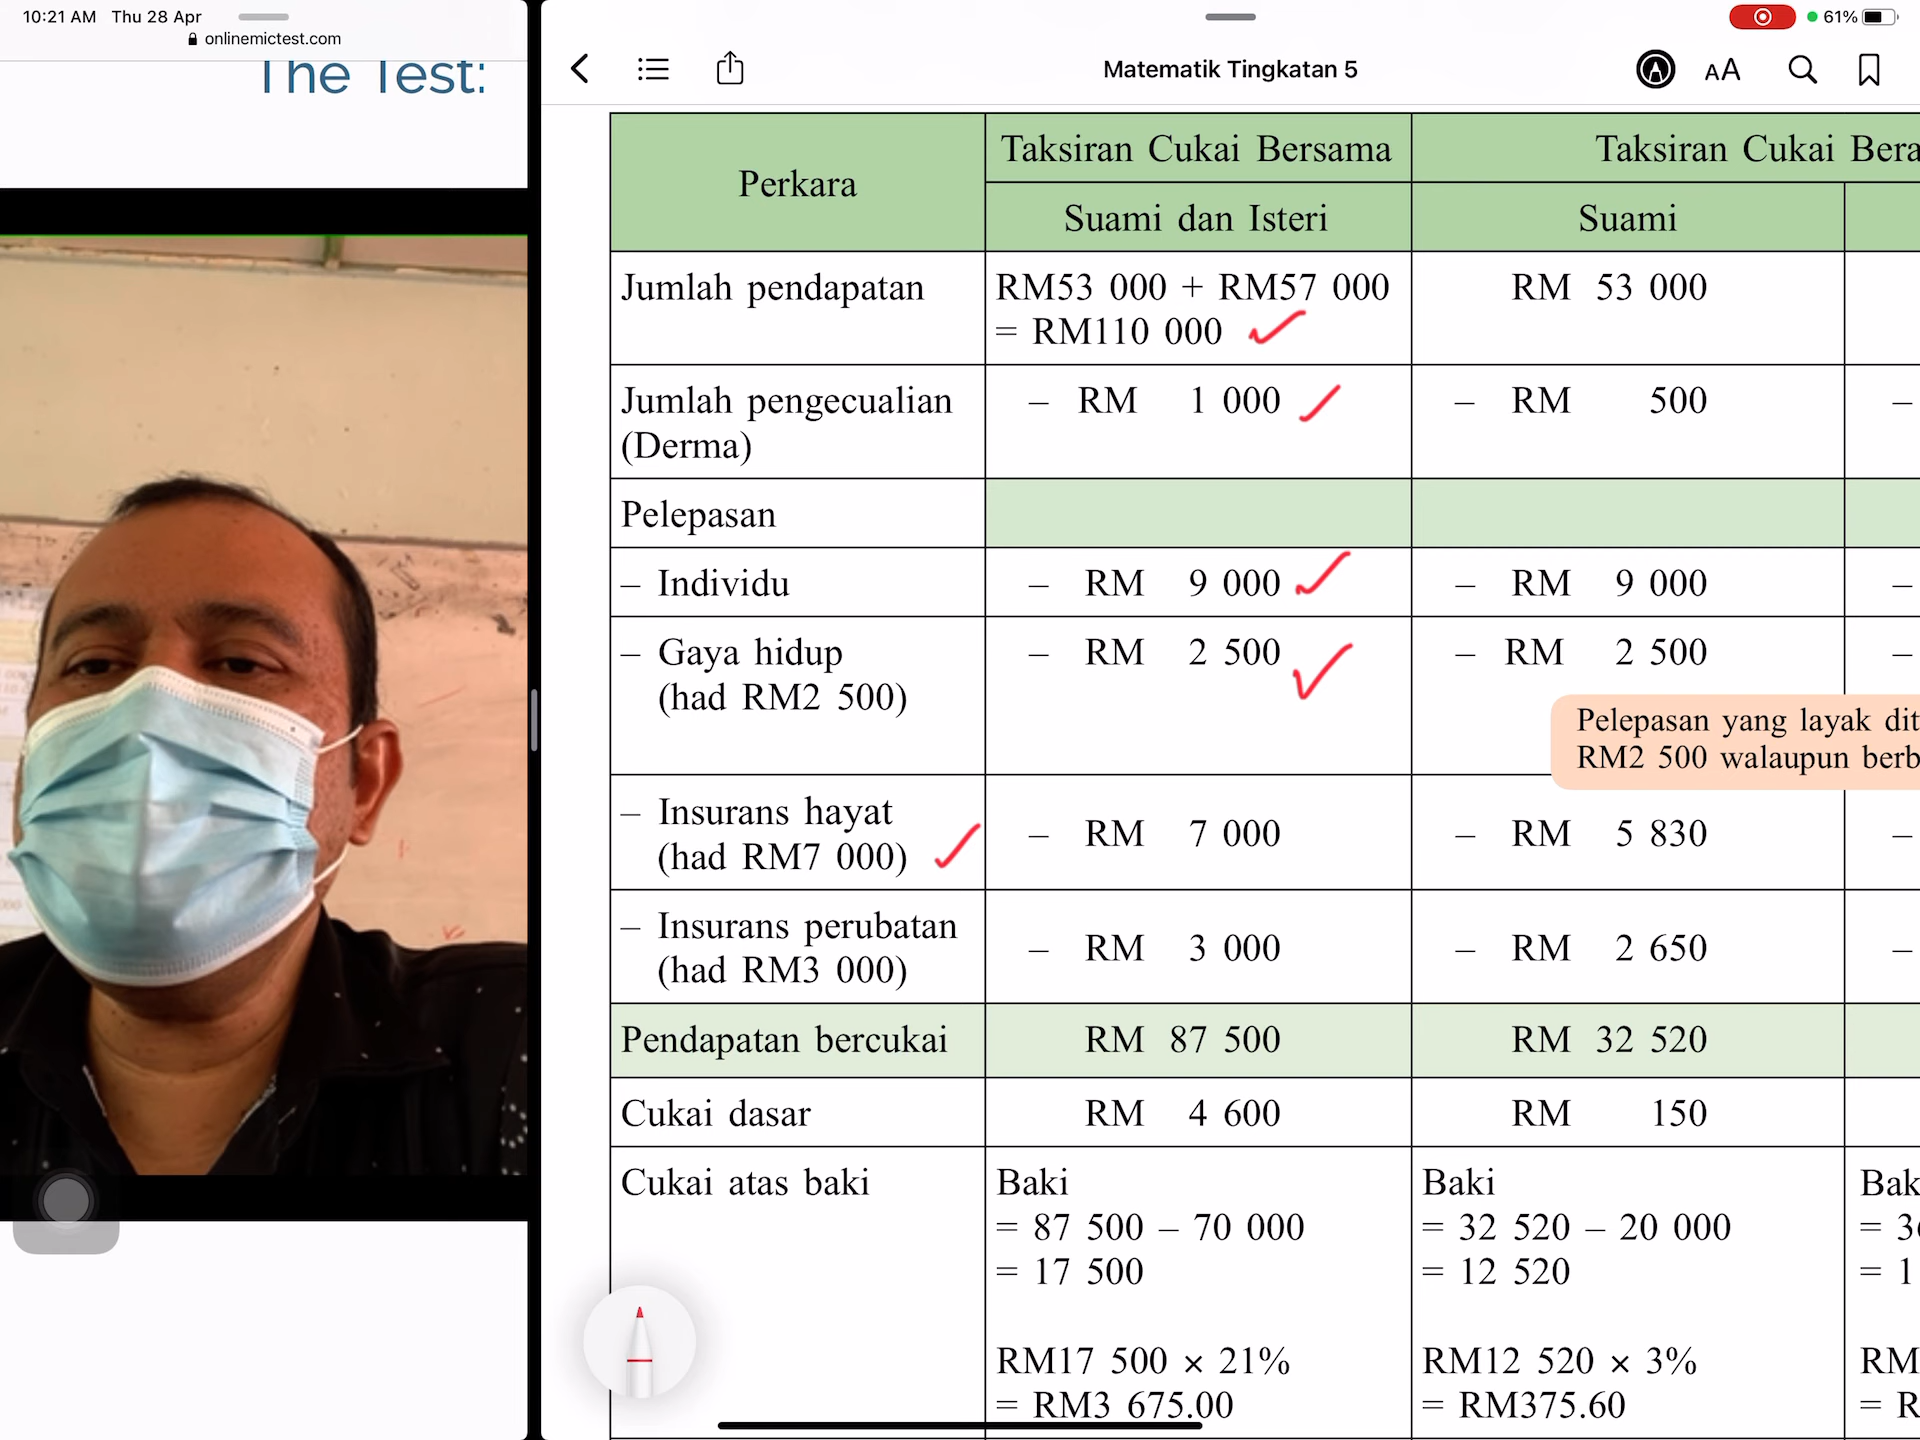 10:21 AM Thu 28 Apr
onlinemictest.com
The Test:
61%
Matematik Tingkatan 5
AA
Perkara
Taksiran Cukai Bersama
Taksiran Cukai Bera
Suami dan Isteri
Suami
Jumlah pendapatan
RM53 000 + RM57 000
= RM110 000
RM 53 000
Jumlah pengecualian
(Derma)
– RM 1 000
– RM 500
–
Pelepasan
– Individu
– RM 9 000
– RM 9 000
–
– Gaya hidup
(had RM2 500)
– RM 2 500
– RM 2 500
–
Pelepasan yang layak dit
RM2 500 walaupun berb
– Insurans hayat
(had RM7 000)
– RM 7 000
– RM 5 830
–
– Insurans perubatan
(had RM3 000)
– RM 3 000
– RM 2 650
–
Pendapatan bercukai
RM 87 500
RM 32 520
Cukai dasar
RM 4 600
RM 150
Cukai atas baki
Baki
= 87 500 – 70 000
= 17 500
RM17 500 × 21%
= RM3 675.00
Baki
= 32 520 – 20 000
= 12 520
RM12 520 × 3%
= RM375.60
Bak
= 3
= 1
RM
= R